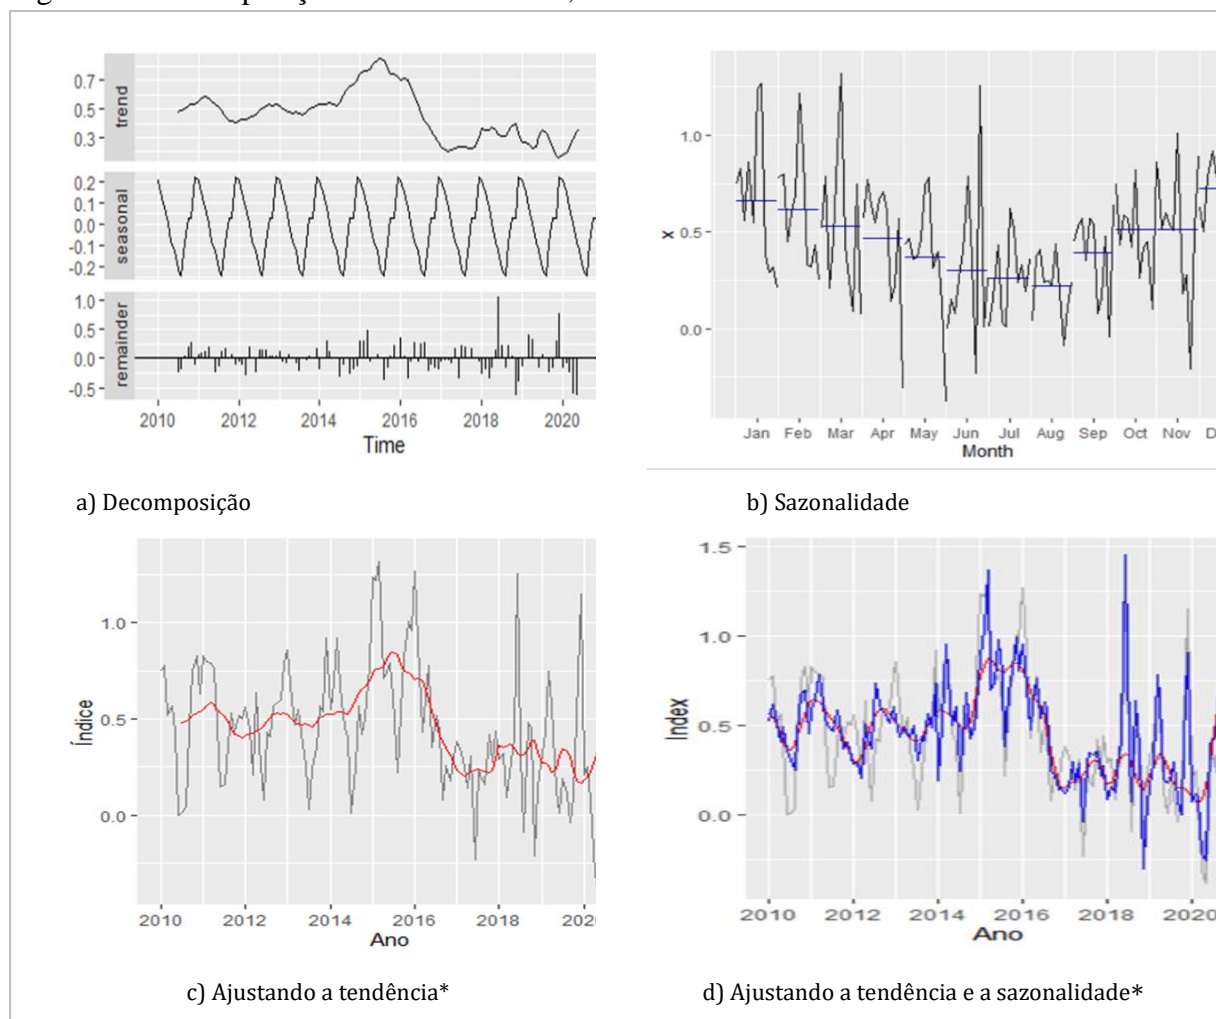 0.7
0.5
0.3
trend
0.2
0.1
0.0
-0.1
-0.2
seasonal
1.0
0.5
0.0
-0.5
remainder
2010 2012 2014 2016 2018 2020
Time
1.0
0.5
0.0
x
Jan Feb Mar Apr May Jun Jul Aug Sep Oct Nov D
Month
a) Decomposição
b) Sazonalidade
1.0
0.5
0.0
Índice
2010 2012 2014 2016 2018 202
Ano
1.5
1.0
0.5
0.0
Index
2010 2012 2014 2016 2018 2020
Ano
c) Ajustando a tendência*
d) Ajustando a tendência e a sazonalidade*